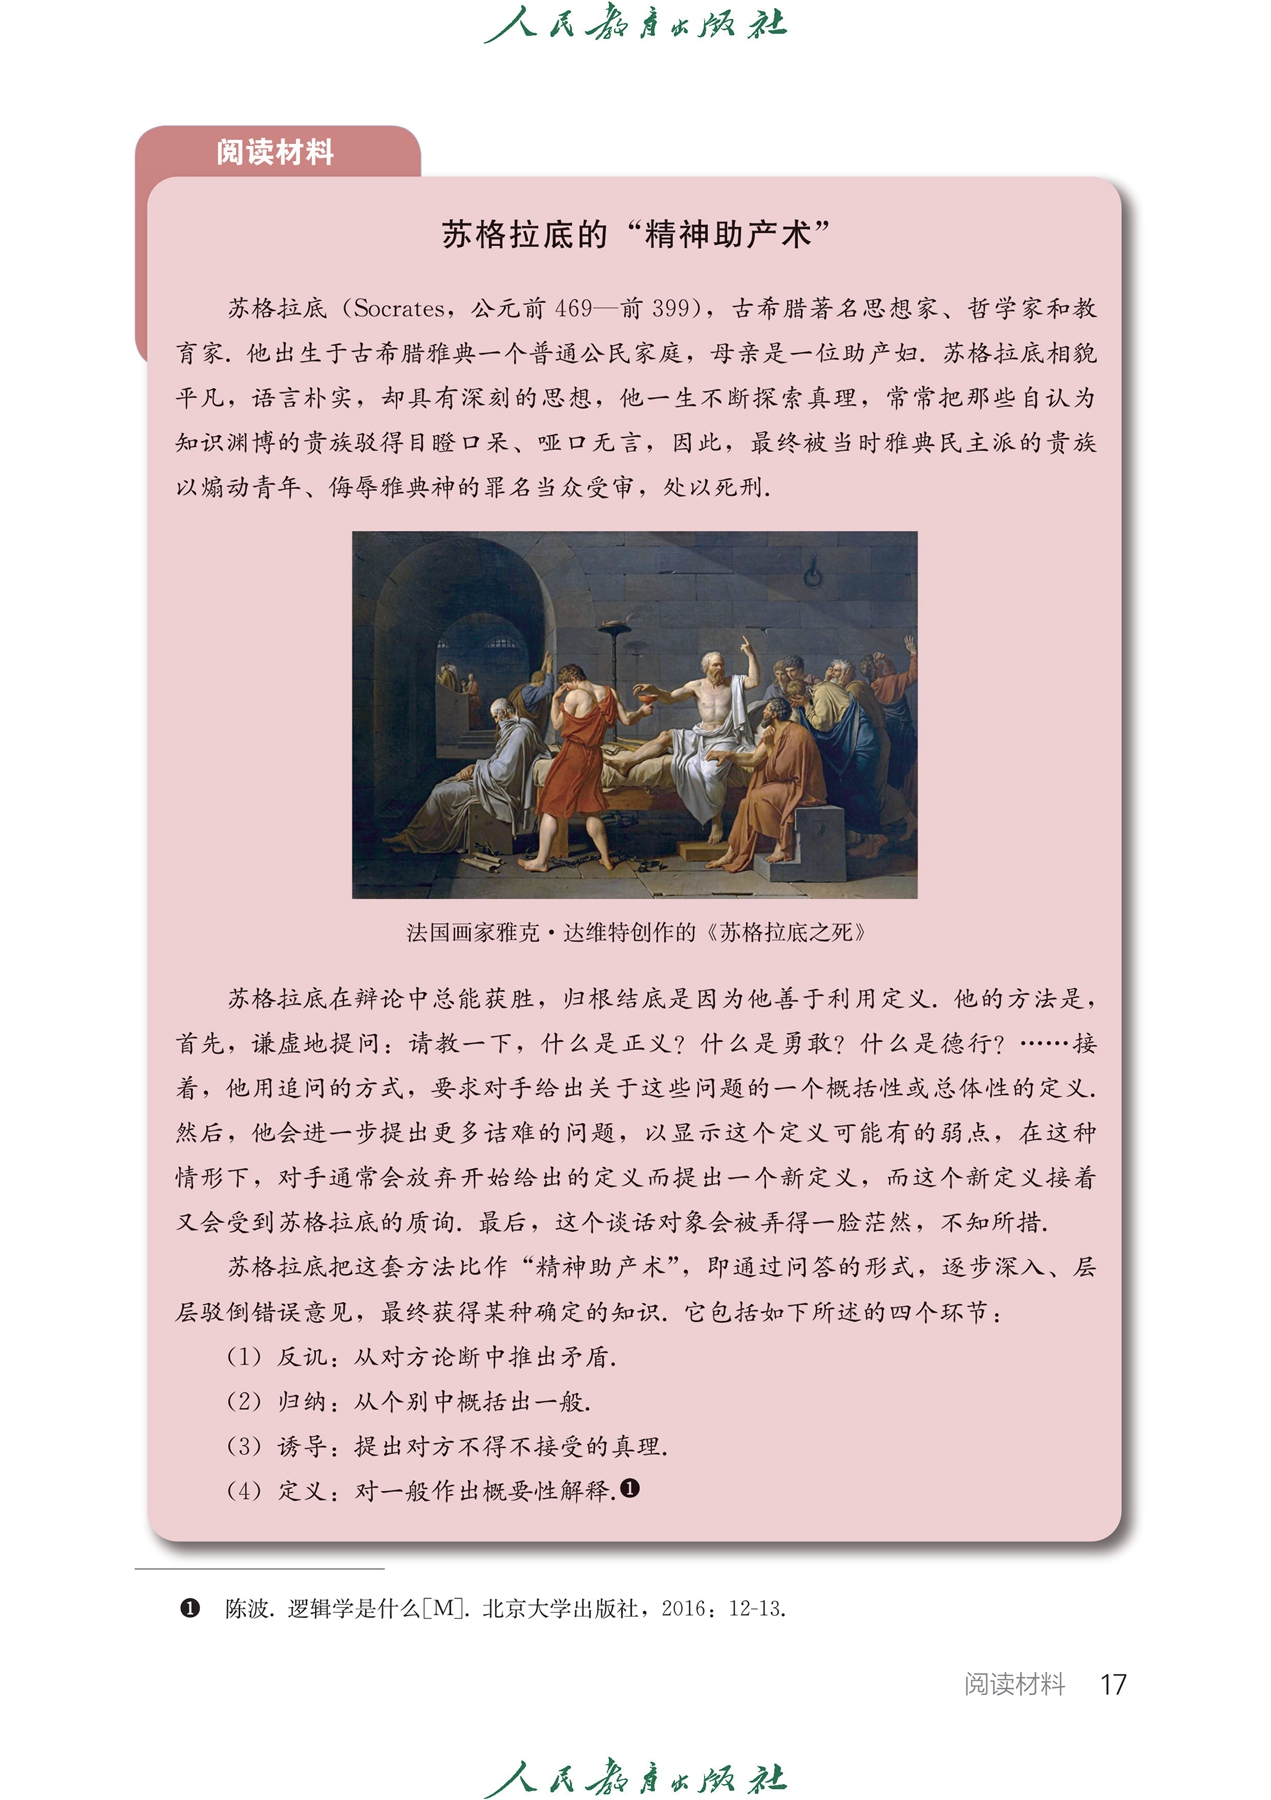 人民教育出版社
阅读材料
苏格拉底的“精神助产术”
苏格拉底（Socrates，公元前 469—前 399），古希腊著名思想家、哲学家和教
育家. 他出生于古希腊雅典一个普通公民家庭，母亲是一位助产妇. 苏格拉底相貌
平凡，语言朴实，却具有深刻的思想，他一生不断探索真理，常常把那些自认为
知识渊博的贵族驳得目瞪口呆、哑口无言，因此，最终被当时雅典民主派的贵族
以煽动青年、侮辱雅典神的罪名当众受审，处以死刑.
法国画家雅克·达维特创作的《苏格拉底之死》
苏格拉底在辩论中总能获胜，归根结底是因为他善于利用定义. 他的方法是，
首先，谦虚地提问：请教一下，什么是正义？什么是勇敢？什么是德行？……接
着，他用追问的方式，要求对手给出关于这些问题的一个概括性或总体性的定义.
然后，他会进一步提出更多诘难的问题，以显示这个定义可能有的弱点，在这种
情形下，对手通常会放弃开始给出的定义而提出一个新定义，而这个新定义接着
又会受到苏格拉底的质询. 最后，这个谈话对象会被弄得一脸茫然，不知所措.
苏格拉底把这套方法比作“精神助产术”，即通过问答的形式，逐步深入、层
层驳倒错误意见，最终获得某种确定的知识. 它包括如下所述的四个环节：
（1）反讥：从对方论断中推出矛盾.
（2）归纳：从个别中概括出一般.
（3）诱导：提出对方不得不接受的真理.
（4）定义：对一般作出概要性解释.❶
❶ 陈波. 逻辑学是什么[M]. 北京大学出版社，2016：12-13.
阅读材料 17
人民教育出版社